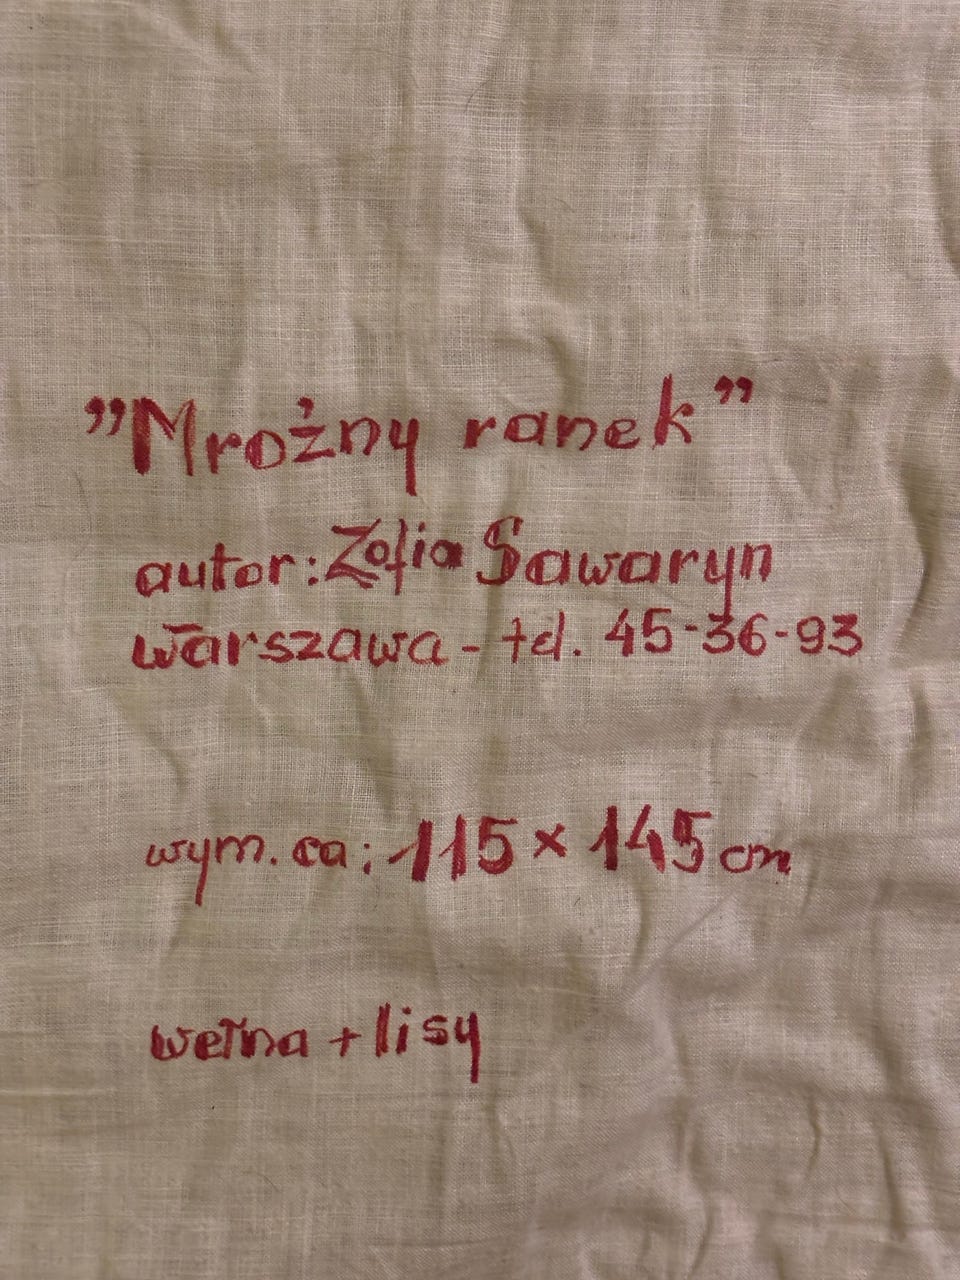 "Mroźny ranek"
autor: Zofia Sawaryn
Warszawa - tel. 45-36-93
wym. ca: 115 x 145 cm
wełna + lisy